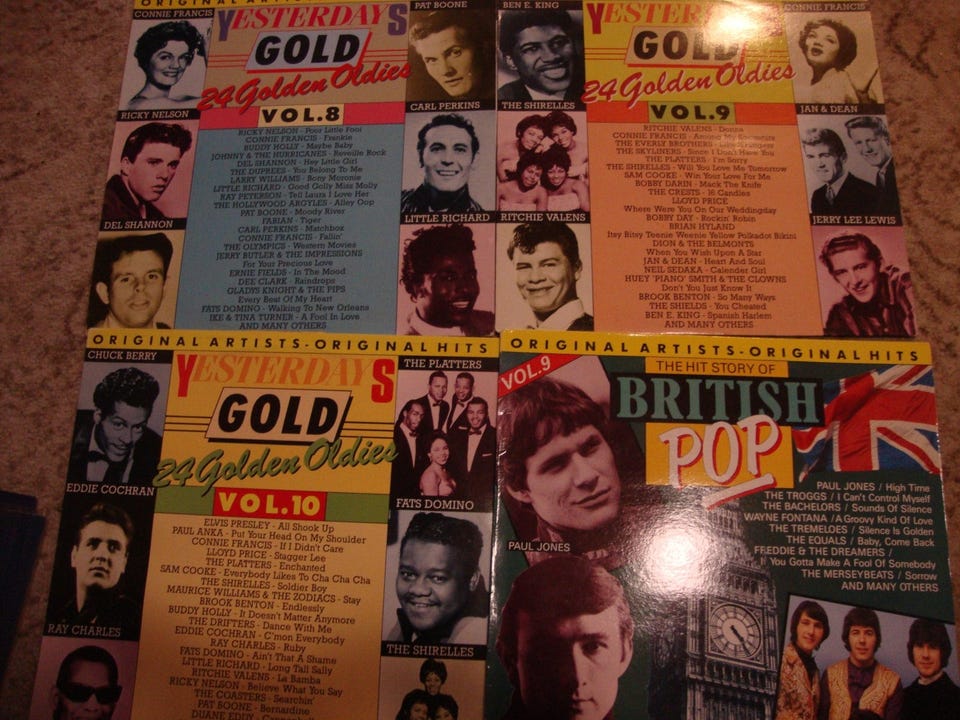 ORIGINAL ARTISTS
CONNIE FRANCIS
YESTERDAYS
GOLD
24 Golden Oldies
PAT BOONE
VOL.8
RICKY NELSON
CARL PERKINS
DEL SHANNON
LITTLE RICHARD
RICKY NELSON - Poor Little Fool
CONNIE FRANCIS - Frankie
BUDDY HOLLY - Maybe Baby
JOHNNY & THE HURRICANES - Reveille Rock
DEL SHANNON - Hey Little Girl
THE DUPREES - You Belong To Me
LARRY WILLIAMS - Bony Moronie
LITTLE RICHARD - Good Golly Miss Molly
RAY PETERSON - Tell Laura I Love Her
THE HOLLYWOOD ARGYLES - Alley Oop
PAT BOONE - Moody River
FABIAN - Tiger
CARL PERKINS - Matchbox
CONNIE FRANCIS - Fallin'
THE OLYMPICS - Western Movies
JERRY BUTLER & THE IMPRESSIONS
For Your Precious Love
ERNIE FIELDS - In The Mood
DEE CLARK - Raindrops
GLADYS KNIGHT & THE PIPS
Every Beat Of My Heart
FATS DOMINO - Walking To New Orleans
IKE & TINA TURNER - A Fool In Love
AND MANY OTHERS
BEN E. KING
YESTERDAYS
GOLD
24 Golden Oldies
CONNIE FRANCIS
VOL.9
THE SHIRELLES
JAN & DEAN
RITCHIE VALENS
JERRY LEE LEWIS
RITCHIE VALENS - Donna
CONNIE FRANCIS - Among My Souvenirs
THE EVERLY BROTHERS -
THE SKYLINERS - Since I Don't Have You
THE PLATTERS - I'm Sorry
THE SHIRELLES - Will You Love Me Tomorrow
SAM COOKE - Win Your Love For Me
BOBBY DARIN - Mack The Knife
THE CRESTS - 16 Candles
LLOYD PRICE
Where Were You On Our Weddingday
BOBBY DAY - Rockin' Robin
BRIAN HYLAND
Itsy Bitsy Teenie Weenie Yellow Polkadot Bikini
DION & THE BELMONTS
When You Wish Upon A Star
JAN & DEAN - Heart And Soul
NEIL SEDAKA - Calender Girl
HUEY 'PIANO' SMITH & THE CLOWNS
Don't You Just Know It
BROOK BENTON - So Many Ways
THE SHIELDS - You Cheated
BEN E. KING - Spanish Harlem
AND MANY OTHERS
ORIGINAL ARTISTS - ORIGINAL HITS
CHUCK BERRY
YESTERDAYS
GOLD
24 Golden Oldies
THE PLATTERS
VOL.10
EDDIE COCHRAN
FATS DOMINO
RAY CHARLES
THE SHIRELLES
ELVIS PRESLEY - All Shook Up
PAUL ANKA - Put Your Head On My Shoulder
CONNIE FRANCIS - If I Didn't Care
LLOYD PRICE - Stagger Lee
THE PLATTERS - Enchanted
SAM COOKE - Everybody Likes To Cha Cha Cha
THE SHIRELLES - Soldier Boy
MAURICE WILLIAMS & THE ZODIACS - Stay
BROOK BENTON - Endlessly
BUDDY HOLLY - It Doesn't Matter Anymore
THE DRIFTERS - Dance With Me
EDDIE COCHRAN - C'mon Everybody
RAY CHARLES - Ruby
FATS DOMINO - Ain't That A Shame
LITTLE RICHARD - Long Tall Sally
RITCHIE VALENS - La Bamba
RICKY NELSON - Believe What You Say
THE COASTERS - Searchin'
PAT BOONE - Bernardine
DUANE EDDY -
ORIGINAL ARTISTS - ORIGINAL HITS
VOL.9
THE HIT STORY OF
BRITISH
POP
PAUL JONES
PAUL JONES / High Time
THE TROGGS / I Can't Control Myself
THE BACHELORS / Sounds Of Silence
WAYNE FONTANA / A Groovy Kind Of Love
THE TREMELOES / Silence Is Golden
THE EQUALS / Baby, Come Back
FREDDIE & THE DREAMERS /
If You Gotta Make A Fool Of Somebody
THE MERSEYBEATS / Sorrow
AND MANY OTHERS